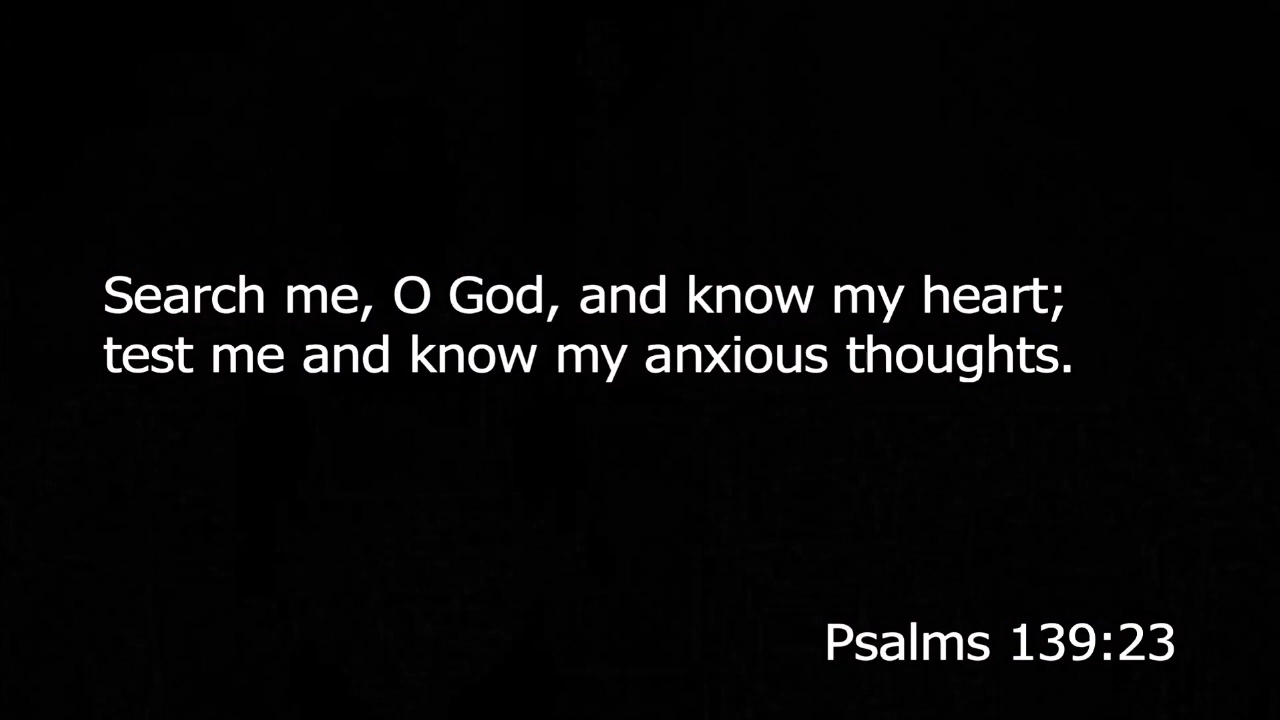 Search me, O God, and know my heart;
test me and know my anxious thoughts.
Psalms 139:23